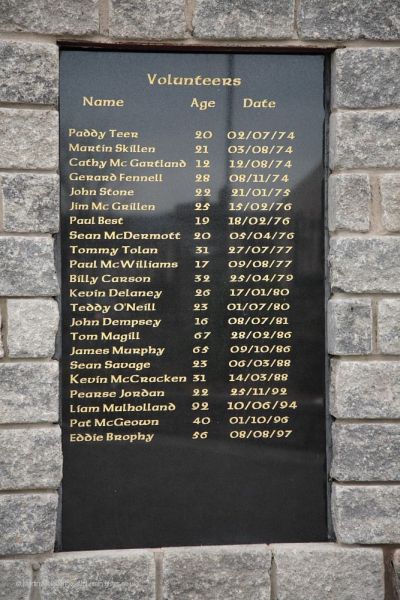 Volunteers
Name Age Date
Paddy Teer 20 02/07/74
Martin Skillen 21 03/08/74
Cathy Mc Gartland 12 12/08/74
Gerard Fennell 28 08/11/74
John Stone 22 21/01/75
Jim Mc Grillen 25 15/02/76
Paul Best 19 18/02/76
Sean McDermott 20 05/04/76
Tommy Tolan 31 27/07/77
Paul McWilliams 17 09/08/77
Billy Carson 32 25/04/79
Kevin Delaney 26 17/01/80
Teddy O'Neill 23 01/07/80
John Dempsey 16 08/07/81
Tom Magill 67 28/02/86
James Murphy 65 09/10/86
Sean Savage 23 06/03/88
Kevin McCracken 31 14/03/88
Pearse Jordan 22 25/11/92
Liam Mulholland 92 10/06/94
Pat McGeown 40 01/10/96
Eddie Brophy 56 08/08/97